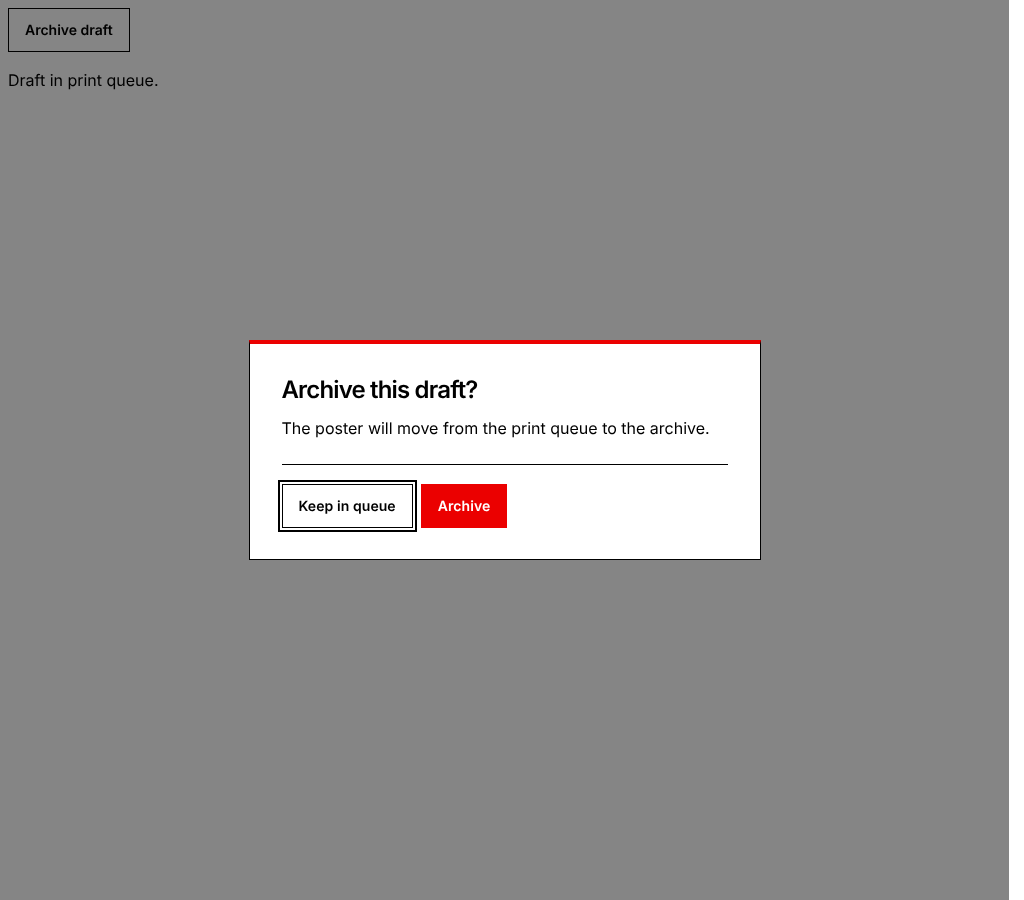 Archive draft
Draft in print queue.
Archive this draft?
The poster will move from the print queue to the archive.
Keep in queue
Archive